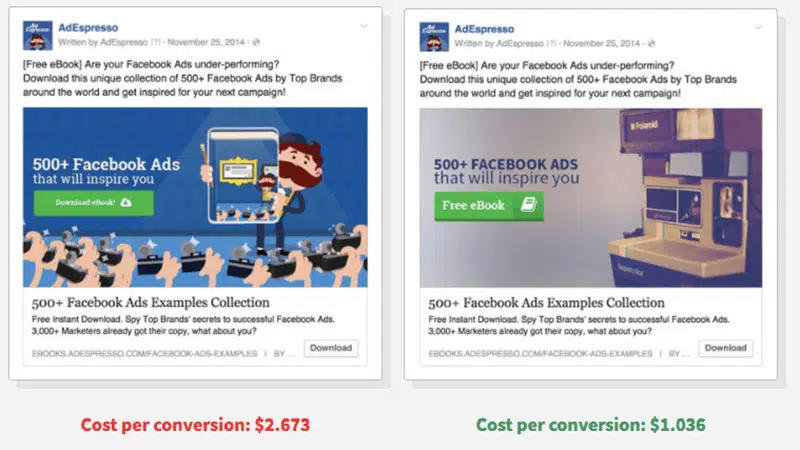 AdEspresso
Written by AdEspresso [?] · November 25, 2014 ·
[Free eBook] Are your Facebook Ads under-performing?
Download this unique collection of 500+ Facebook Ads by Top Brands
around the world and get inspired for your next campaign!
500+ Facebook Ads
that will inspire you
Download eBook!
500+ Facebook Ads Examples Collection
Free Instant Download. Spy Top Brands' secrets to successful Facebook Ads.
3,000+ Marketers already got their copy, what about you?
EBOOKS.ADESPRESSO.COM/FACEBOOK-ADS-EXAMPLES | BY ...
Download
Cost per conversion: $2.673
AdEspresso
Written by AdEspresso [?] · November 25, 2014 ·
[Free eBook] Are your Facebook Ads under-performing?
Download this unique collection of 500+ Facebook Ads by Top Brands
around the world and get inspired for your next campaign!
Polaroid
500+ FACEBOOK ADS
that will inspire you
Free eBook
Supercolor
500+ Facebook Ads Examples Collection
Free Instant Download. Spy Top Brands' secrets to successful Facebook Ads.
3,000+ Marketers already got their copy, what about you?
EBOOKS.ADESPRESSO.COM/FACEBOOK-ADS-EXAMPLES | BY ...
Download
Cost per conversion: $1.036